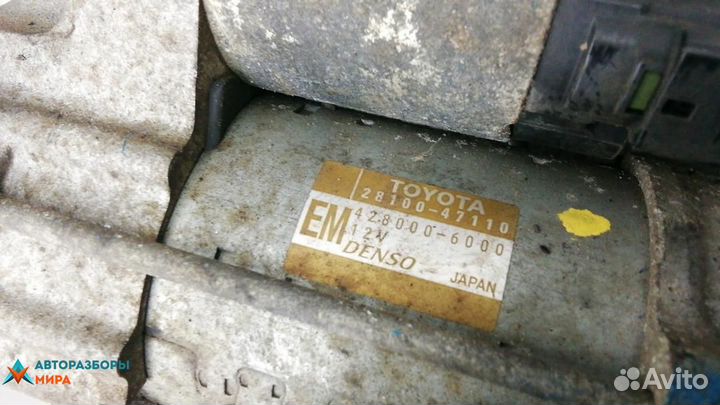 TOYOTA
28100-47110
EM
428000-6000
12V
DENSO
JAPAN
АВТОРАЗБОРЫ
МИРА
Avito